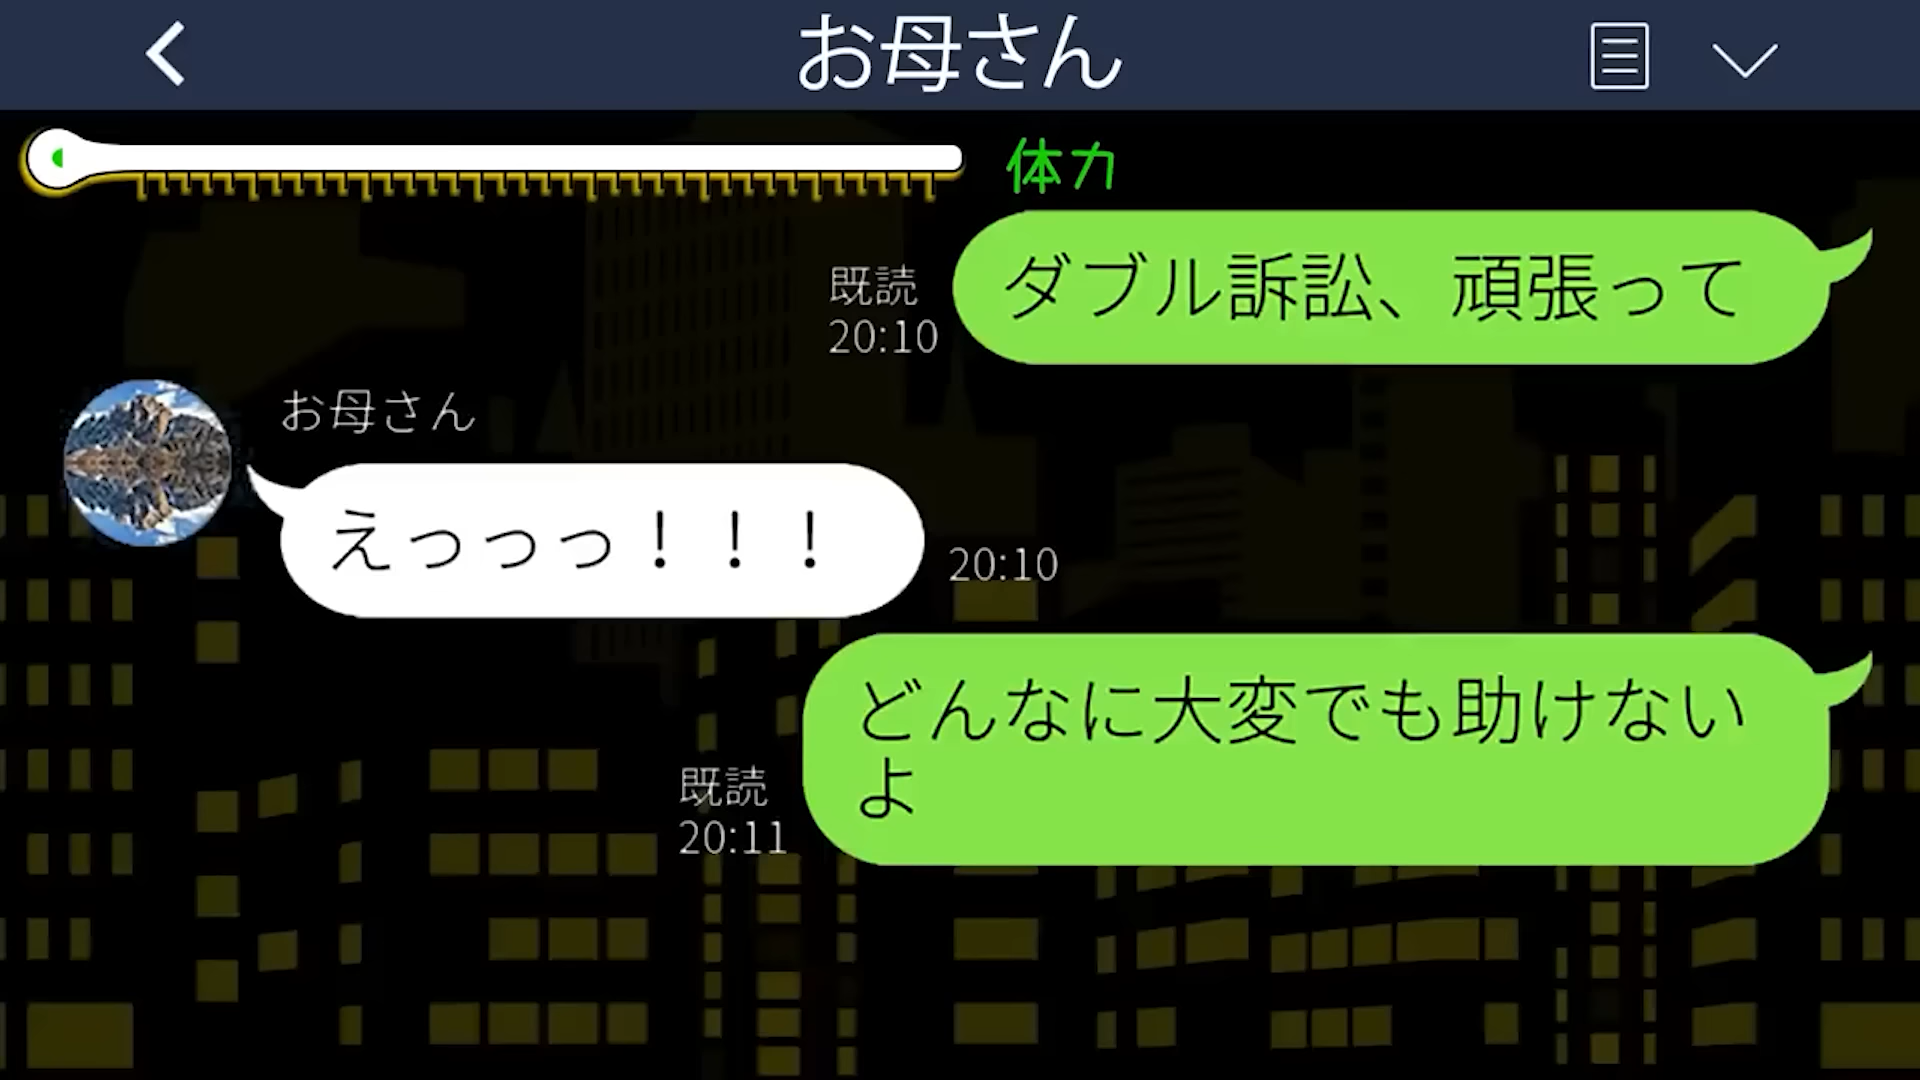 お母さん
体力
ダブル訴訟、頑張って
既読
20:10
お母さん
えっっっ！！！
20:10
どんなに大変でも助けない
よ
既読
20:11